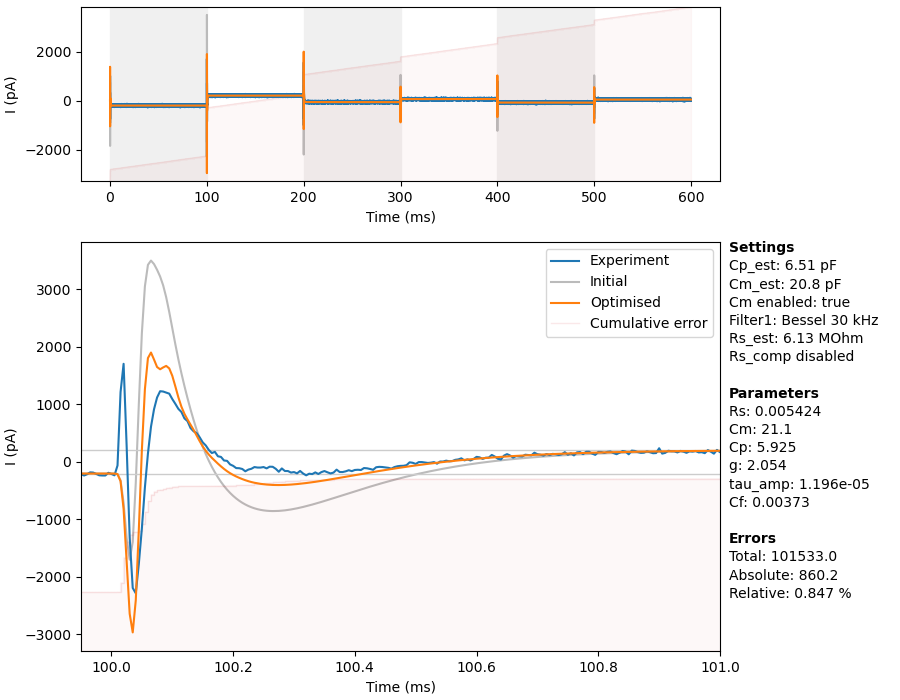 2000
0
−2000
I (pA)
0 100 200 300 400 500 600
Time (ms)
3000
2000
1000
0
−1000
−2000
−3000
I (pA)
100.0 100.2 100.4 100.6 100.8 101.0
Time (ms)
Experiment
Initial
Optimised
Cumulative error
Settings
Cp_est: 6.51 pF
Cm_est: 20.8 pF
Cm enabled: true
Filter1: Bessel 30 kHz
Rs_est: 6.13 MOhm
Rs_comp disabled
Parameters
Rs: 0.005424
Cm: 21.1
Cp: 5.925
g: 2.054
tau_amp: 1.196e-05
Cf: 0.00373
Errors
Total: 101533.0
Absolute: 860.2
Relative: 0.847 %